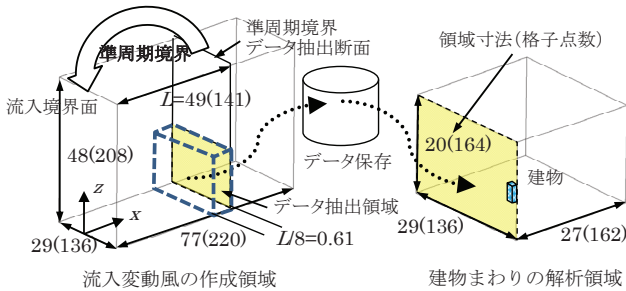 準周期境界
準周期境界
データ抽出断面
領域寸法(格子点数)
流入境界面
L=49(141)
48(208)
データ保存
20(164)
建物
z
x
データ抽出領域
29(136)
77(220)
L/8=0.61
29(136)
27(162)
流入変動風の作成領域
建物まわりの解析領域